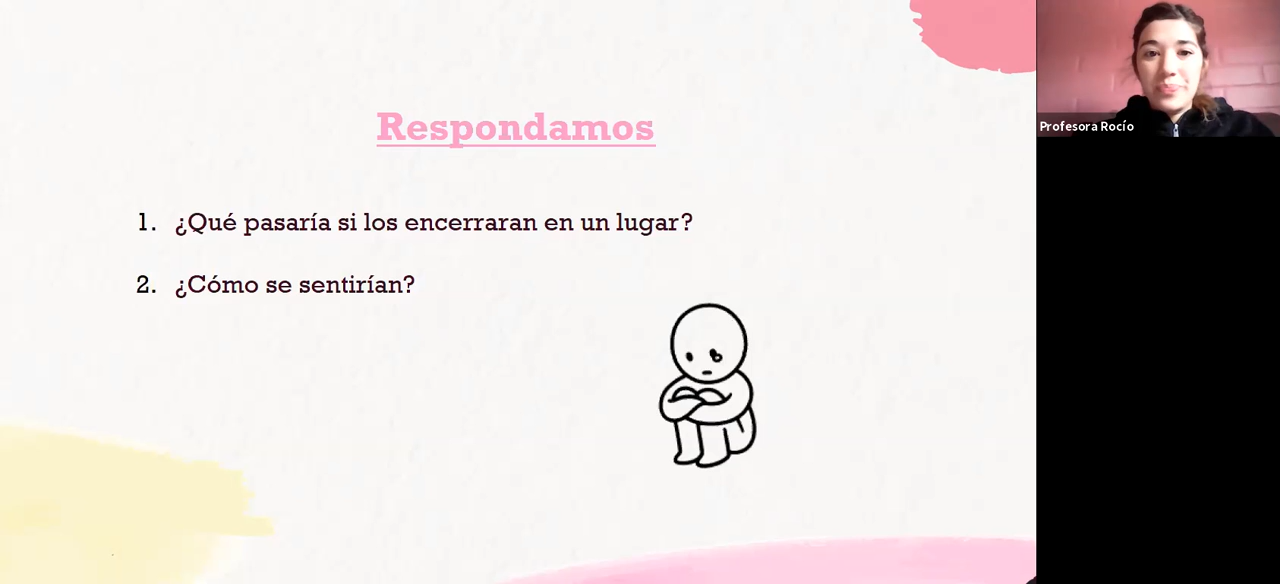 Respondamos
1. ¿Qué pasaría si los encerraran en un lugar?
2. ¿Cómo se sentirían?
Profesora Rocío